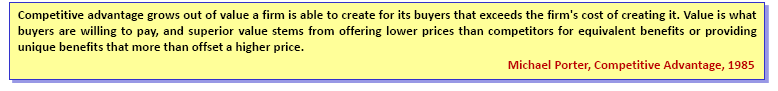 Competitive advantage grows out of value a firm is able to create for its buyers that exceeds the firm's cost of creating it. Value is what
buyers are willing to pay, and superior value stems from offering lower prices than competitors for equivalent benefits or providing
unique benefits that more than offset a higher price.
Michael Porter, Competitive Advantage, 1985